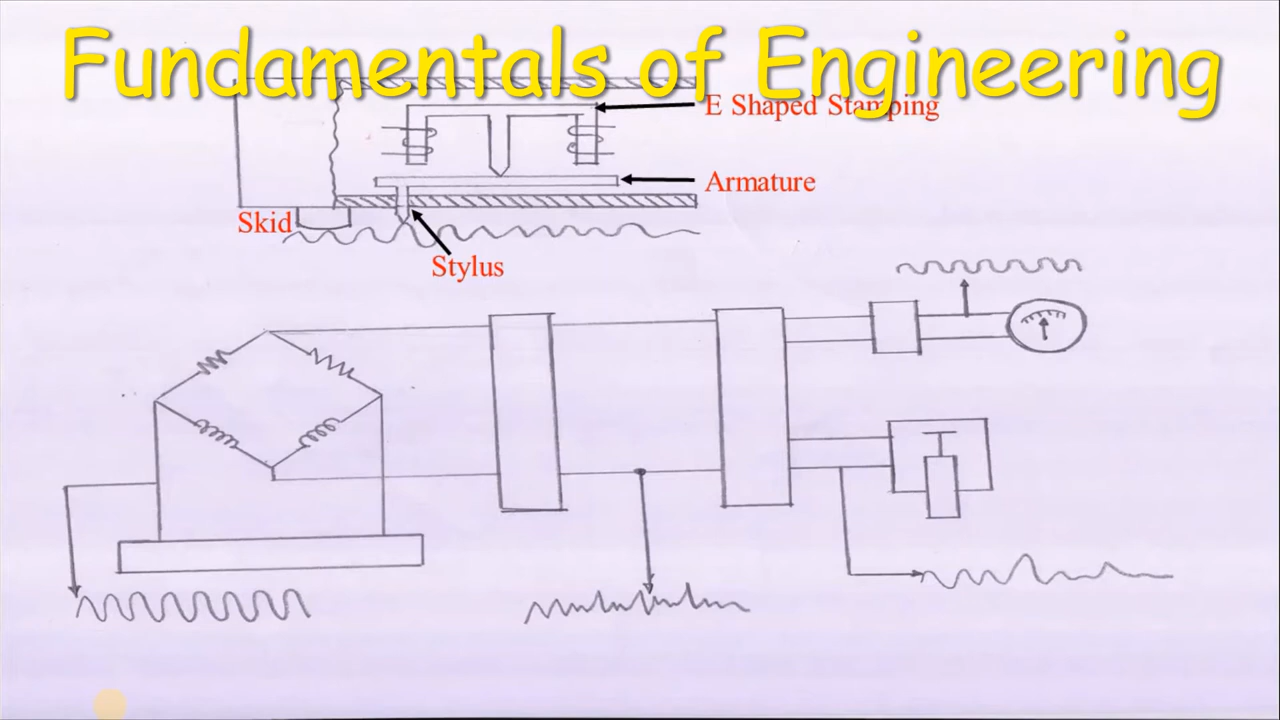 Fundamentals of Engineering
E Shaped Stamping
Armature
Skid
Stylus